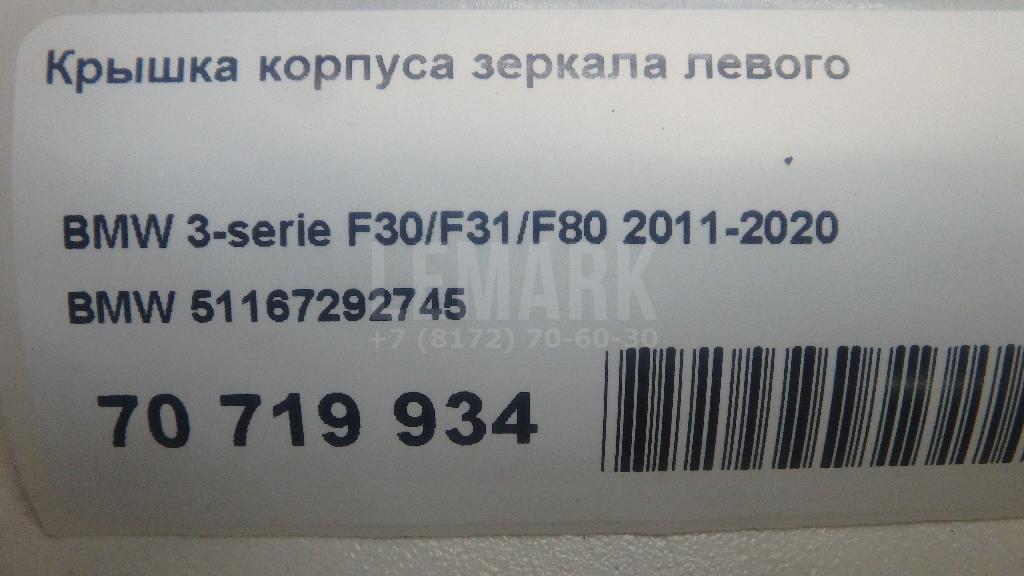 Крышка корпуса зеркала левого
BMW 3-serie F30/F31/F80 2011-2020
LEMARK
BMW 51167292745
+7 (8172) 70-60-30
70 719 934